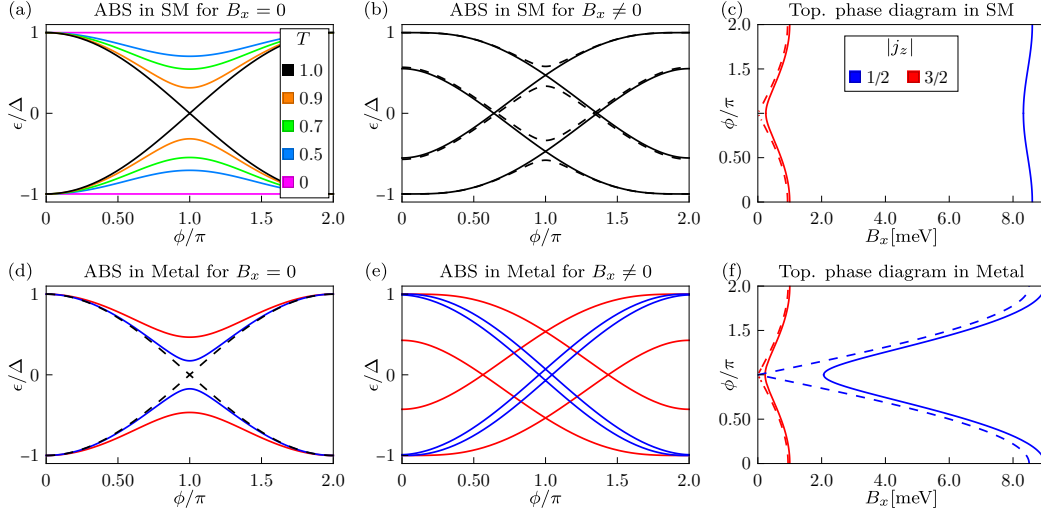 (a) ABS in SM for B_x = 0
1
0
−1
ϵ/Δ
0 0.50 1.0 1.5 2.0
ϕ/π
T
1.0
0.9
0.7
0.5
0
(b) ABS in SM for B_x ≠ 0
1
0
−1
ϵ/Δ
0 0.50 1.0 1.5 2.0
ϕ/π
(c) Top. phase diagram in SM
2.0
1.5
1.0
0.50
0
ϕ/π
|j_z|
1/2 3/2
0 2.0 4.0 6.0 8.0
B_x[meV]
(d) ABS in Metal for B_x = 0
1
0
−1
ϵ/Δ
0 0.50 1.0 1.5 2.0
ϕ/π
(e) ABS in Metal for B_x ≠ 0
1
0
−1
ϵ/Δ
0 0.50 1.0 1.5 2.0
ϕ/π
(f) Top. phase diagram in Metal
2.0
1.5
1.0
0.50
0
ϕ/π
0 2.0 4.0 6.0 8.0
B_x[meV]